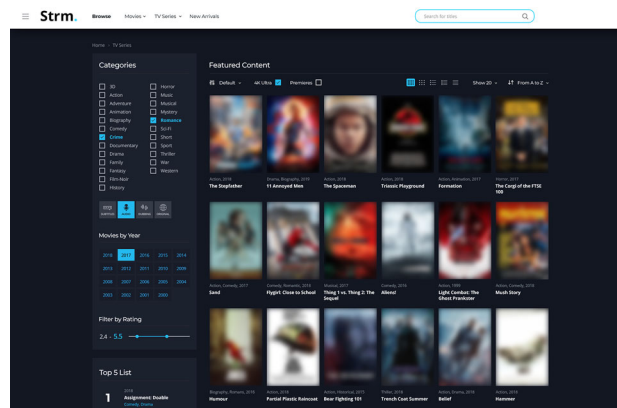 Strm.
Browse
Movies
TV Series
New Arrivals
Search for titles
Home
TV Series
Categories
3D
Action
Adventure
Animation
Biography
Comedy
Crime
Documentary
Drama
Family
Fantasy
Film-Noir
History
Horror
Music
Musical
Mystery
Romance
Sci-Fi
Short
Sport
Thriller
War
Western
Movies by Year
2018 2017 2016 2015 2014
2013 2012 2011 2010 2009
2008 2007 2006 2005 2004
2003 2002 2001 2000
Filter by Rating
2.4 - 5.5
Top 5 List
1
2018
Assignment: Doable
Comedy, Drama
Featured Content
Default
4K Ultra
Premieres
Show 20
From A to Z
Action, 2018
The Stepfather
Drama, Biography, 2018
11 Annoyed Men
Action, 2018
The Spaceman
Action, 2018
Triassic Playground
Action, Animation, 2017
Formation
Horror, 2017
The Corgi of the FTSE
100
Action, Comedy, 2017
Sand
Comedy, Romantic, 2018
Flygirl: Close to School
Musical, 2017
Thing 1 vs. Thing 2: The
Sequel
Comedy, 2016
Aliens!
Action, 1999
Light Combat: The
Ghost Prankster
Action, Comedy, 2018
Mush Story
Biography, Romantic, 2018
Humour
Action, 2018
Partial Plastic Raincoat
Action, Historical, 2015
Bear Fighting 101
Thriller, 2018
Trench Coat Summer
Action, Drama, 2016
Belief
Action, 2018
Hammer